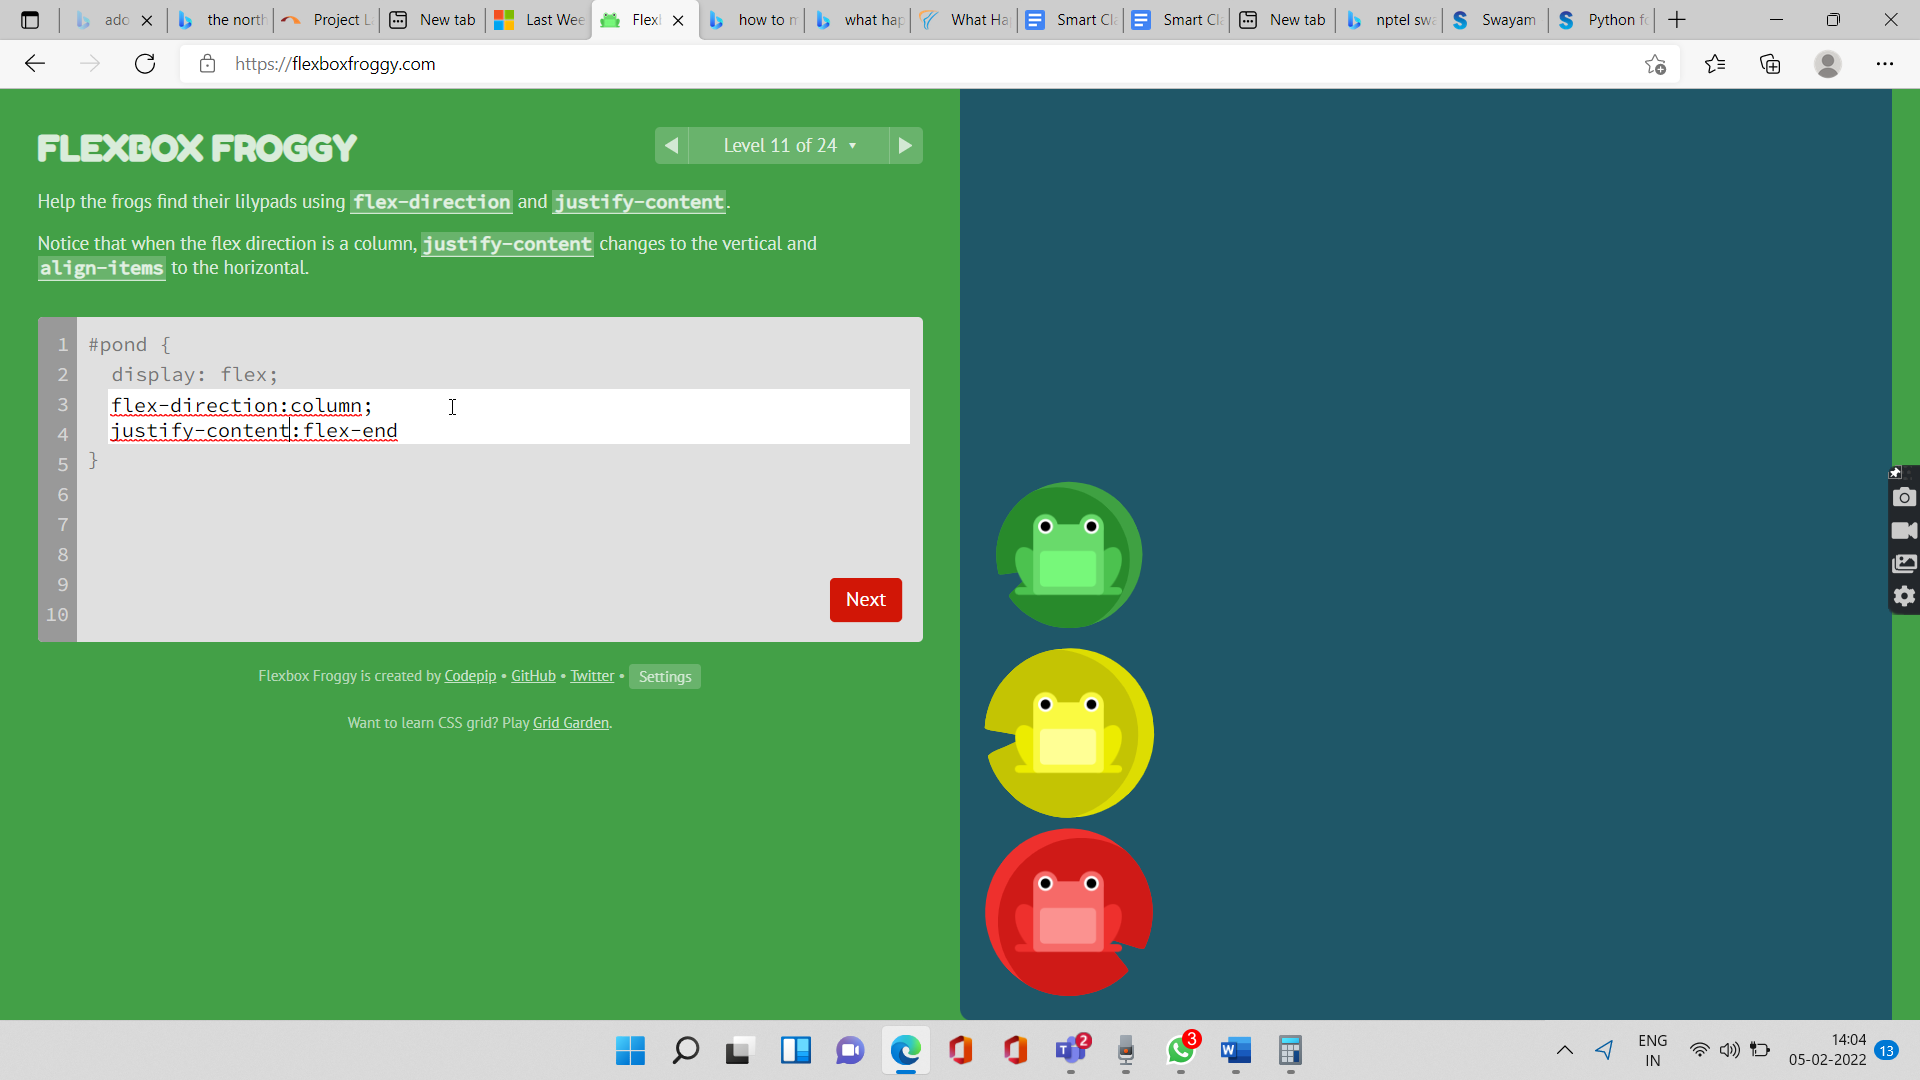 ado
the north
Project L
New tab
Last Wee
Flex
how to m
what hap
What Ha
Smart Cl
Smart Cl
New tab
nptel swa
Swayam
Python fo
https://flexboxfroggy.com
FLEXBOX FROGGY
◀ Level 11 of 24 ▾ ▶
Help the frogs find their lilypads using flex-direction and justify-content.
Notice that when the flex direction is a column, justify-content changes to the vertical and
align-items to the horizontal.
1 #pond {
2 display: flex;
3 flex-direction:column;
4 justify-content:flex-end
5 }
6
7
8
9
10
Next
Flexbox Froggy is created by Codepip • GitHub • Twitter • Settings
Want to learn CSS grid? Play Grid Garden.
2
3
ENG
IN
14:04
05-02-2022
13